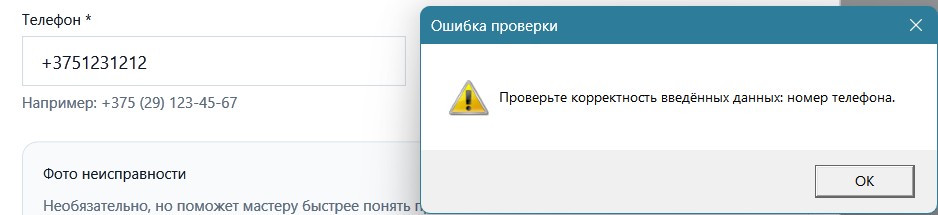 Телефон *
+3751231212
Например: +375 (29) 123-45-67
Фото неисправности
Необязательно, но поможет мастеру быстрее понять
Ошибка проверки
Проверьте корректность введённых данных: номер телефона.
OK